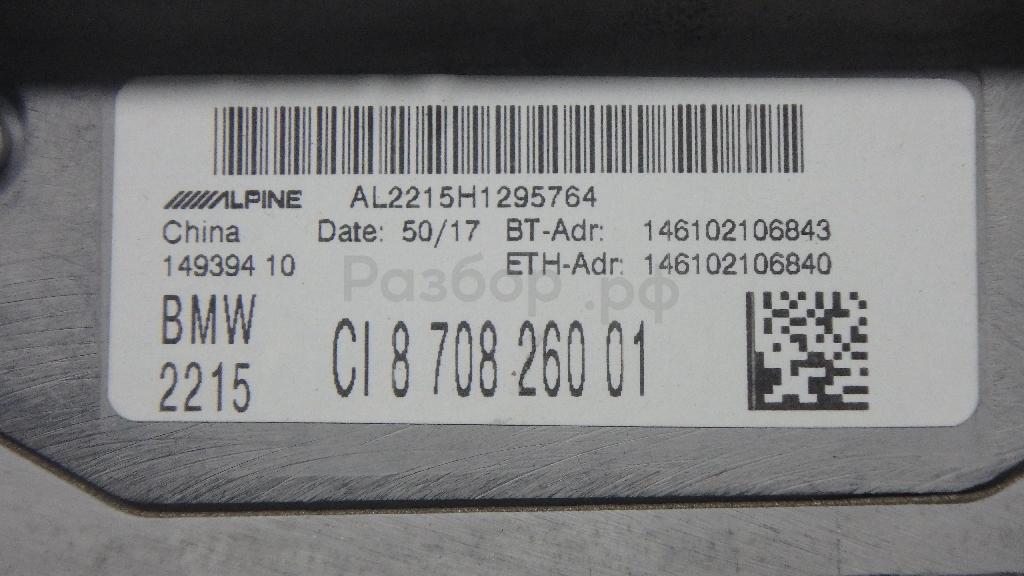 ALPINE AL2215H1295764
China Date: 50/17 BT-Adr: 146102106843
149394 10 ETH-Adr: 146102106840
Разбор.рф
BMW
2215 CI 8 708 260 01